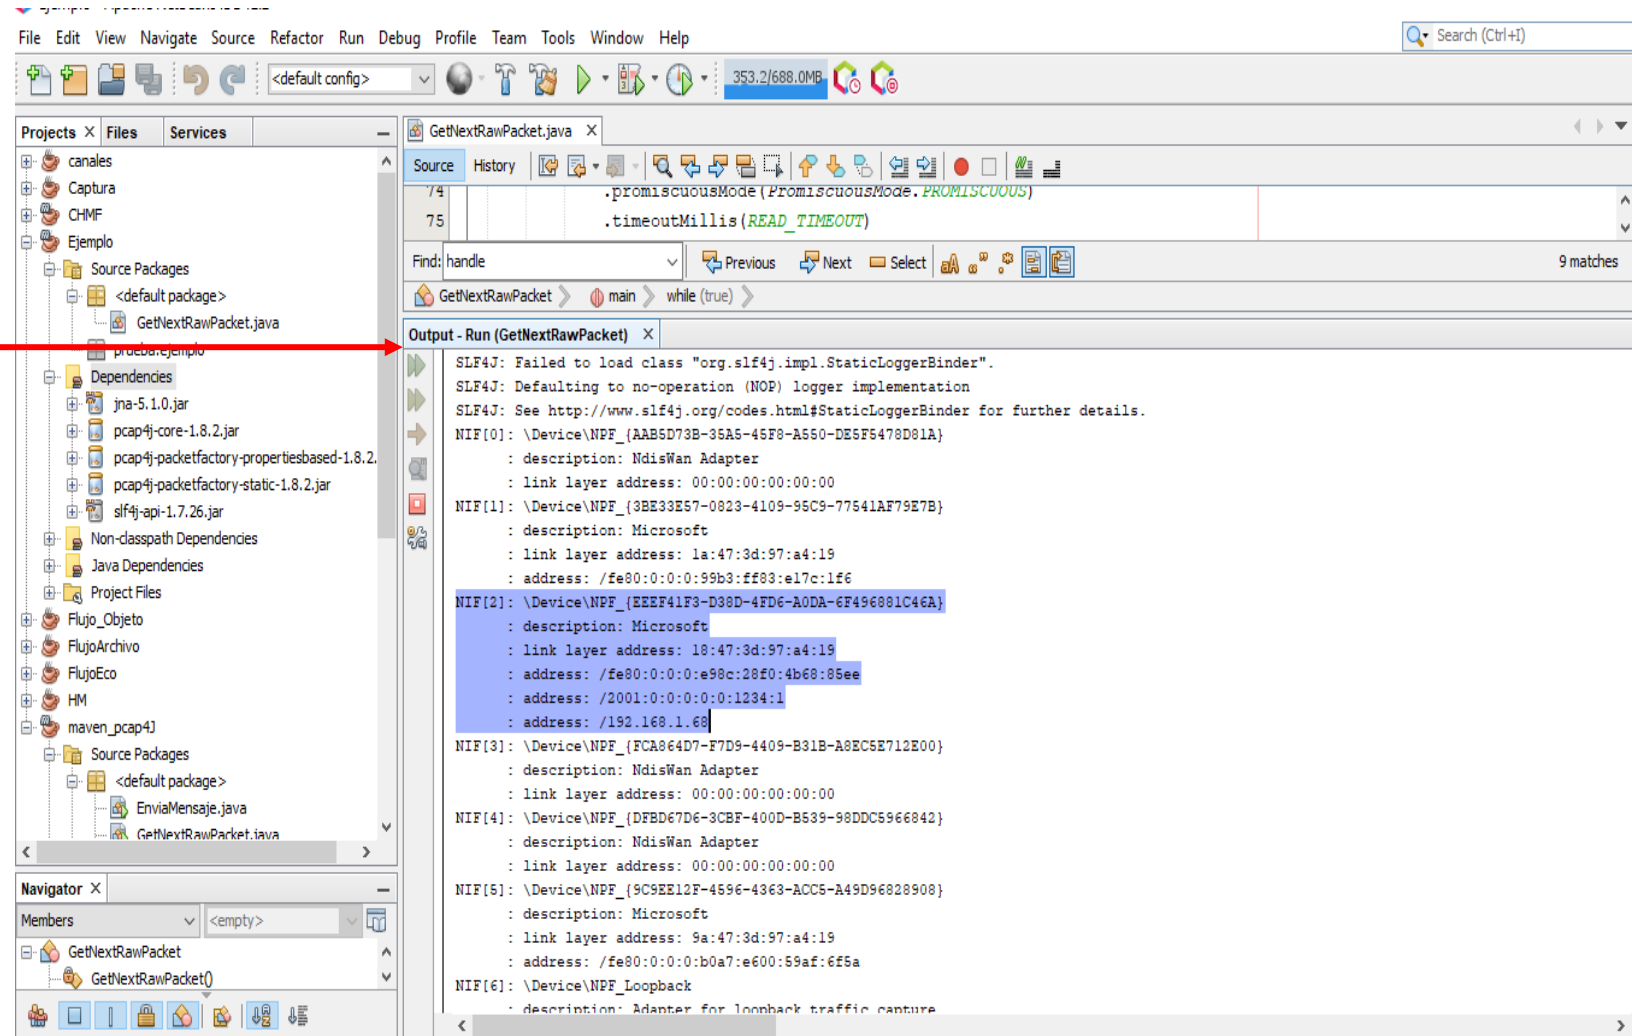 File Edit View Navigate Source Refactor Run Debug Profile Team Tools Window Help
Search (Ctrl+I)
<default config>
353.2/688.0MB
Projects Files Services
canales
Captura
CHMF
Ejemplo
Source Packages
<default package>
GetNextRawPacket.java
prueba.ejemplo
Dependencies
jna-5.1.0.jar
pcap4j-core-1.8.2.jar
pcap4j-packetfactory-propertiesbased-1.8.2.
pcap4j-packetfactory-static-1.8.2.jar
slf4j-api-1.7.26.jar
Non-classpath Dependencies
Java Dependencies
Project Files
Flujo_Objeto
FlujoArchivo
FlujoEco
HM
maven_pcap4J
Source Packages
<default package>
EnviaMensaje.java
GetNextRawPacket.java
Navigator
Members <empty>
GetNextRawPacket
GetNextRawPacket()
GetNextRawPacket.java
Source History
74 .promiscuousMode(PromiscuousMode.PROMISCUOUS)
75 .timeoutMillis(READ_TIMEOUT)
Find: handle Previous Next Select 9 matches
GetNextRawPacket main while (true)
Output - Run (GetNextRawPacket)
SLF4J: Failed to load class "org.slf4j.impl.StaticLoggerBinder".
SLF4J: Defaulting to no-operation (NOP) logger implementation
SLF4J: See http://www.slf4j.org/codes.html#StaticLoggerBinder for further details.
NIF[0]: \Device\NPF_{AAB5D73B-35A5-45F8-A550-DE5F5478D81A}
: description: NdisWan Adapter
: link layer address: 00:00:00:00:00:00
NIF[1]: \Device\NPF_{3BE33E57-0823-4109-95C9-77541AF79E7B}
: description: Microsoft
: link layer address: 1a:47:3d:97:a4:19
: address: /fe80:0:0:0:99b3:ff83:e17c:1f6
NIF[2]: \Device\NPF_{EEEF41F3-D38D-4FD6-A0DA-6F496881C46A}
: description: Microsoft
: link layer address: 18:47:3d:97:a4:19
: address: /fe80:0:0:0:e98c:28f0:4b68:85ee
: address: /2001:0:0:0:0:0:1234:1
: address: /192.168.1.68
NIF[3]: \Device\NPF_{FCA864D7-F7D9-4409-B31B-A8EC5E712E00}
: description: NdisWan Adapter
: link layer address: 00:00:00:00:00:00
NIF[4]: \Device\NPF_{DFBD67D6-3CBF-400D-B539-98DDC5966842}
: description: NdisWan Adapter
: link layer address: 00:00:00:00:00:00
NIF[5]: \Device\NPF_{9C9EE12F-4596-4363-ACC5-A49D96828908}
: description: Microsoft
: link layer address: 9a:47:3d:97:a4:19
: address: /fe80:0:0:0:b0a7:e600:59af:6f5a
NIF[6]: \Device\NPF_Loopback
: description: Adapter for loopback traffic capture